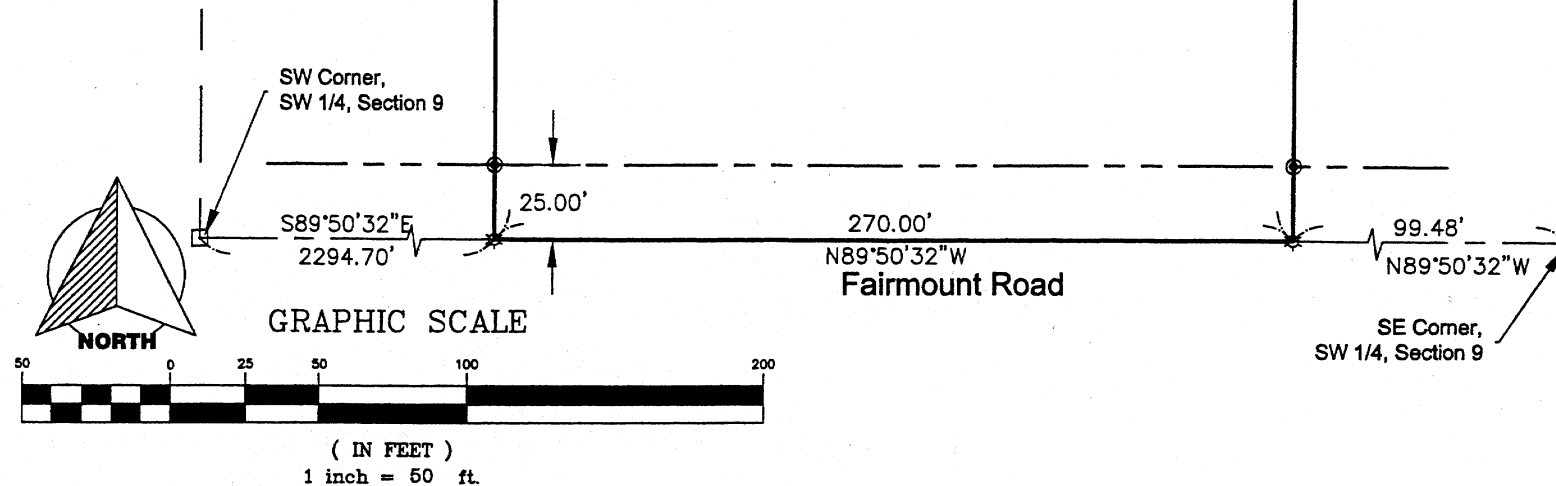 SW Corner,
SW 1/4, Section 9
25.00'
S89°50'32"E
2294.70'
270.00'
N89°50'32"W
Fairmount Road
99.48'
N89°50'32"W
SE Corner,
SW 1/4, Section 9
NORTH
GRAPHIC SCALE
50 0 25 50 100 200
( IN FEET )
1 inch = 50 ft.